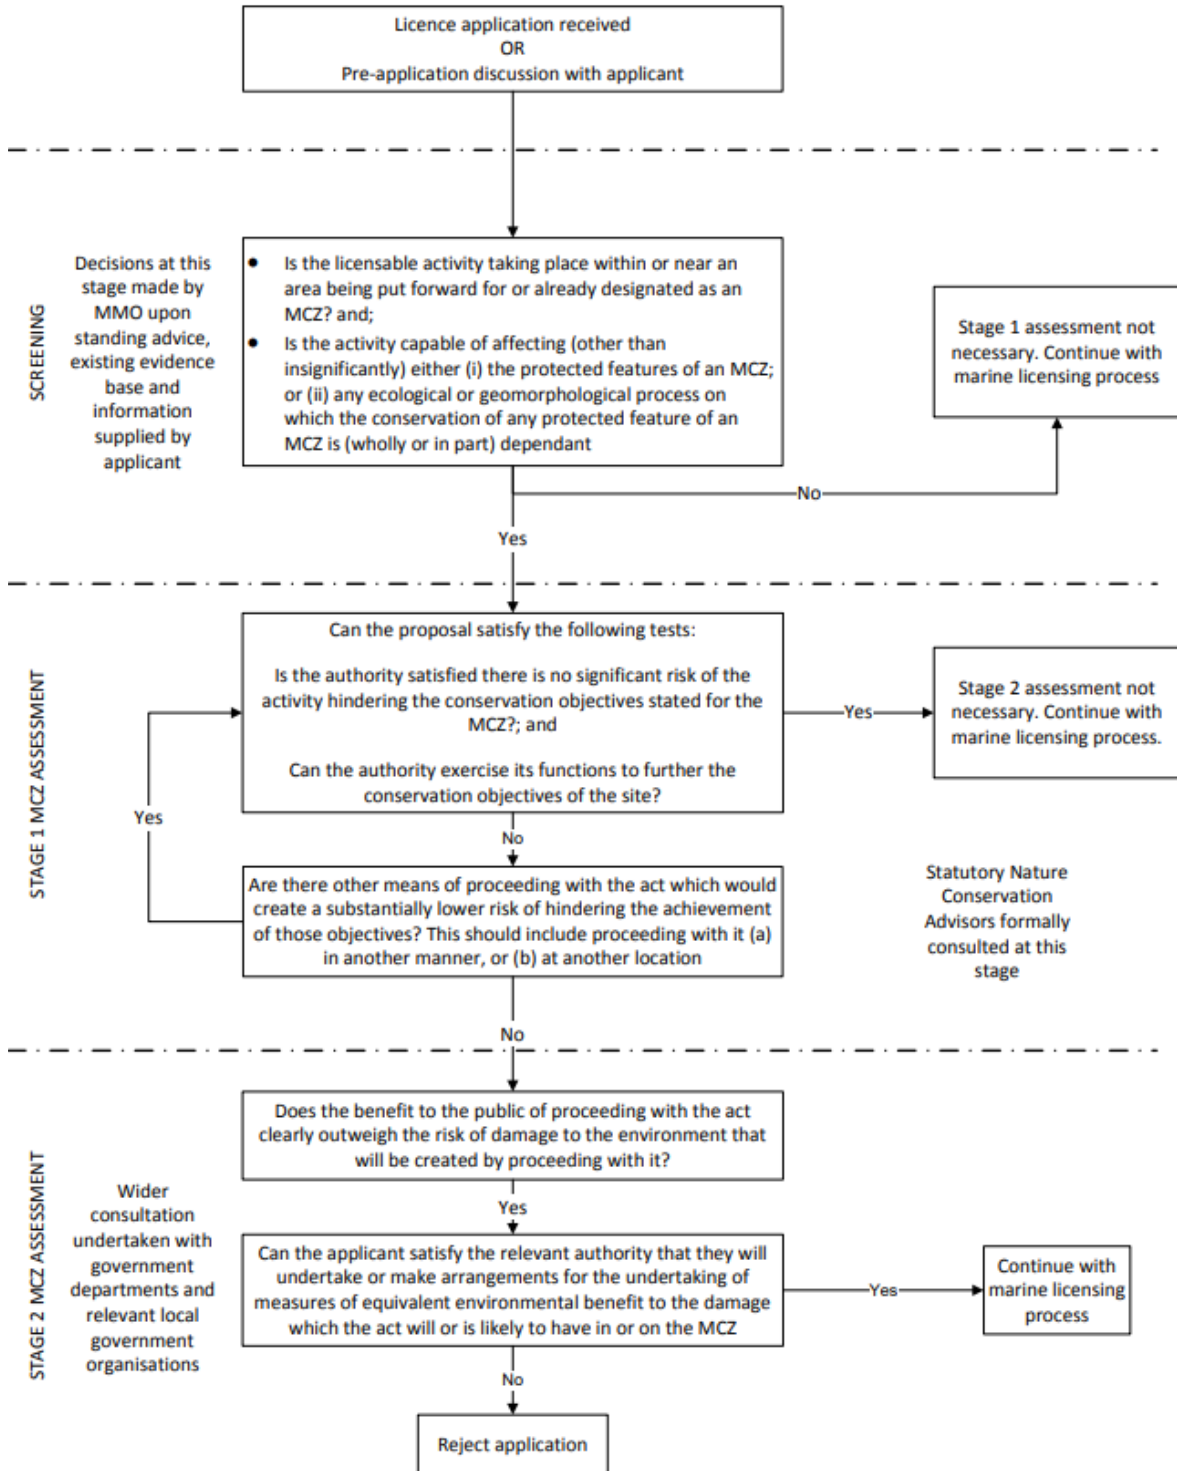 Licence application received
OR
Pre-application discussion with applicant
SCREENING
Decisions at this
stage made by
MMO upon
standing advice,
existing evidence
base and
information
supplied by
applicant
● Is the licensable activity taking place within or near an
area being put forward for or already designated as an
MCZ? and;
● Is the activity capable of affecting (other than
insignificantly) either (i) the protected features of an MCZ;
or (ii) any ecological or geomorphological process on
which the conservation of any protected feature of an
MCZ is (wholly or in part) dependant
Stage 1 assessment not
necessary. Continue with
marine licensing process
No
Yes
STAGE 1 MCZ ASSESSMENT
Can the proposal satisfy the following tests:
Is the authority satisfied there is no significant risk of the
activity hindering the conservation objectives stated for the
MCZ?; and
Can the authority exercise its functions to further the
conservation objectives of the site?
Yes
Stage 2 assessment not
necessary. Continue with
marine licensing process.
Yes
No
Are there other means of proceeding with the act which would
create a substantially lower risk of hindering the achievement
of those objectives? This should include proceeding with it (a)
in another manner, or (b) at another location
Statutory Nature
Conservation
Advisors formally
consulted at this
stage
No
STAGE 2 MCZ ASSESSMENT
Wider
consultation
undertaken with
government
departments and
relevant local
government
organisations
Does the benefit to the public of proceeding with the act
clearly outweigh the risk of damage to the environment that
will be created by proceeding with it?
Yes
Can the applicant satisfy the relevant authority that they will
undertake or make arrangements for the undertaking of
measures of equivalent environmental benefit to the damage
which the act will or is likely to have in or on the MCZ
Yes
Continue with
marine licensing
process
No
Reject application